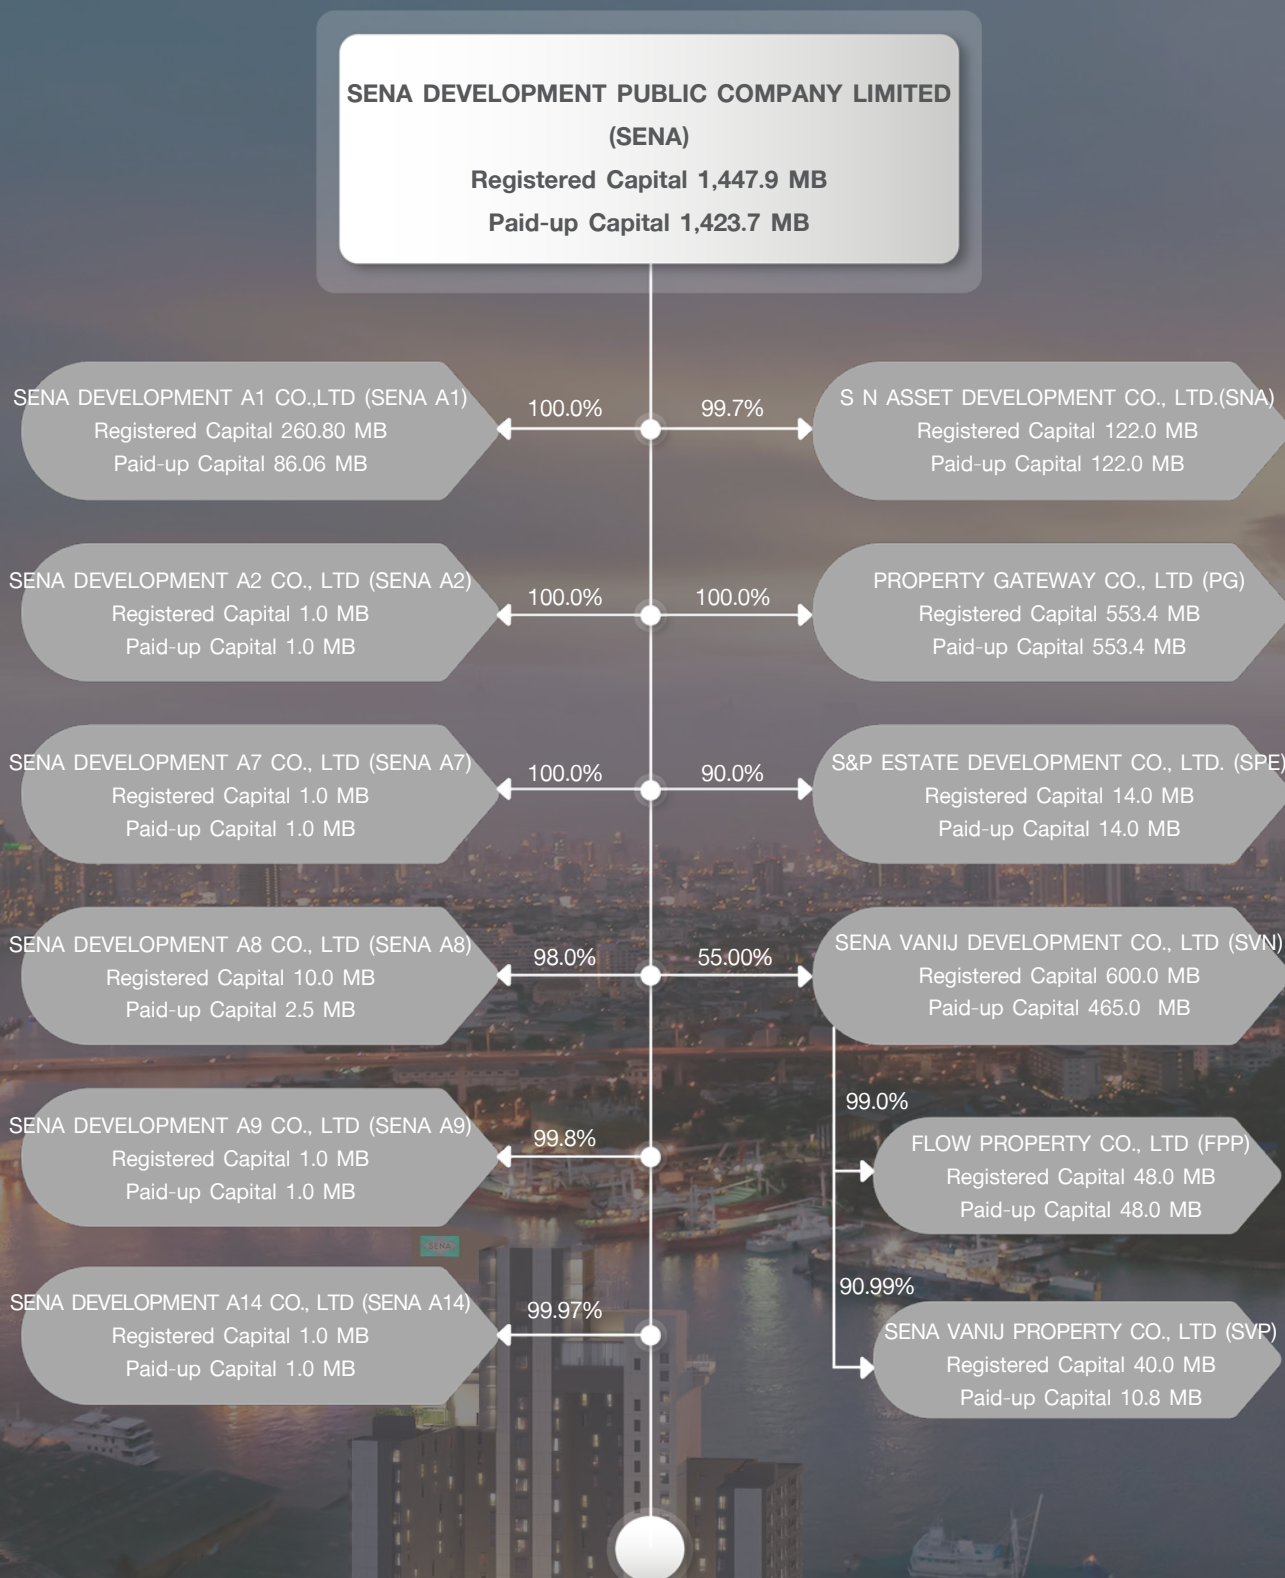 SENA DEVELOPMENT PUBLIC COMPANY LIMITED
(SENA)
Registered Capital 1,447.9 MB
Paid-up Capital 1,423.7 MB
SENA DEVELOPMENT A1 CO.,LTD (SENA A1)
Registered Capital 260.80 MB
Paid-up Capital 86.06 MB
100.0%
99.7%
S N ASSET DEVELOPMENT CO., LTD.(SNA)
Registered Capital 122.0 MB
Paid-up Capital 122.0 MB
SENA DEVELOPMENT A2 CO., LTD (SENA A2)
Registered Capital 1.0 MB
Paid-up Capital 1.0 MB
100.0%
100.0%
PROPERTY GATEWAY CO., LTD (PG)
Registered Capital 553.4 MB
Paid-up Capital 553.4 MB
SENA DEVELOPMENT A7 CO., LTD (SENA A7)
Registered Capital 1.0 MB
Paid-up Capital 1.0 MB
100.0%
90.0%
S&P ESTATE DEVELOPMENT CO., LTD. (SPE)
Registered Capital 14.0 MB
Paid-up Capital 14.0 MB
SENA DEVELOPMENT A8 CO., LTD (SENA A8)
Registered Capital 10.0 MB
Paid-up Capital 2.5 MB
98.0%
55.00%
SENA VANIJ DEVELOPMENT CO., LTD (SVN)
Registered Capital 600.0 MB
Paid-up Capital 465.0 MB
SENA DEVELOPMENT A9 CO., LTD (SENA A9)
Registered Capital 1.0 MB
Paid-up Capital 1.0 MB
99.8%
99.0%
FLOW PROPERTY CO., LTD (FPP)
Registered Capital 48.0 MB
Paid-up Capital 48.0 MB
SENA
SENA DEVELOPMENT A14 CO., LTD (SENA A14)
Registered Capital 1.0 MB
Paid-up Capital 1.0 MB
99.97%
90.99%
SENA VANIJ PROPERTY CO., LTD (SVP)
Registered Capital 40.0 MB
Paid-up Capital 10.8 MB